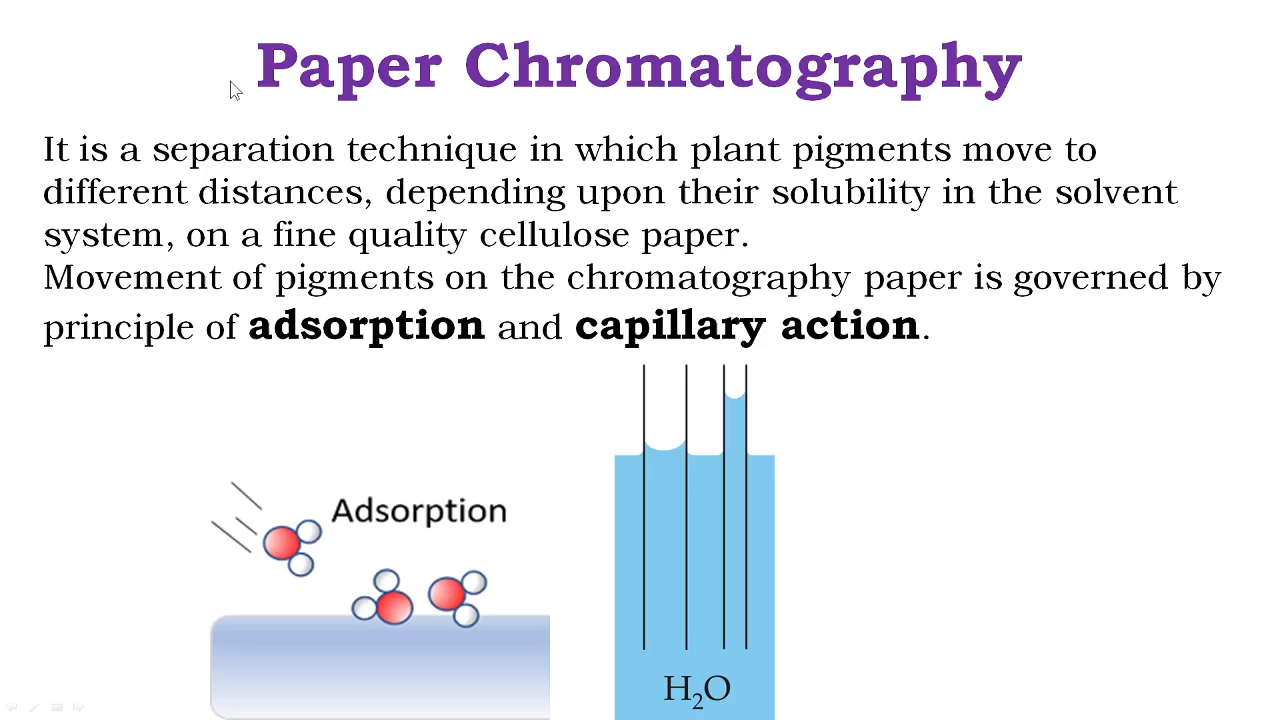 Paper Chromatography
It is a separation technique in which plant pigments move to
different distances, depending upon their solubility in the solvent
system, on a fine quality cellulose paper.
Movement of pigments on the chromatography paper is governed by
principle of adsorption and capillary action.
Adsorption
H₂O